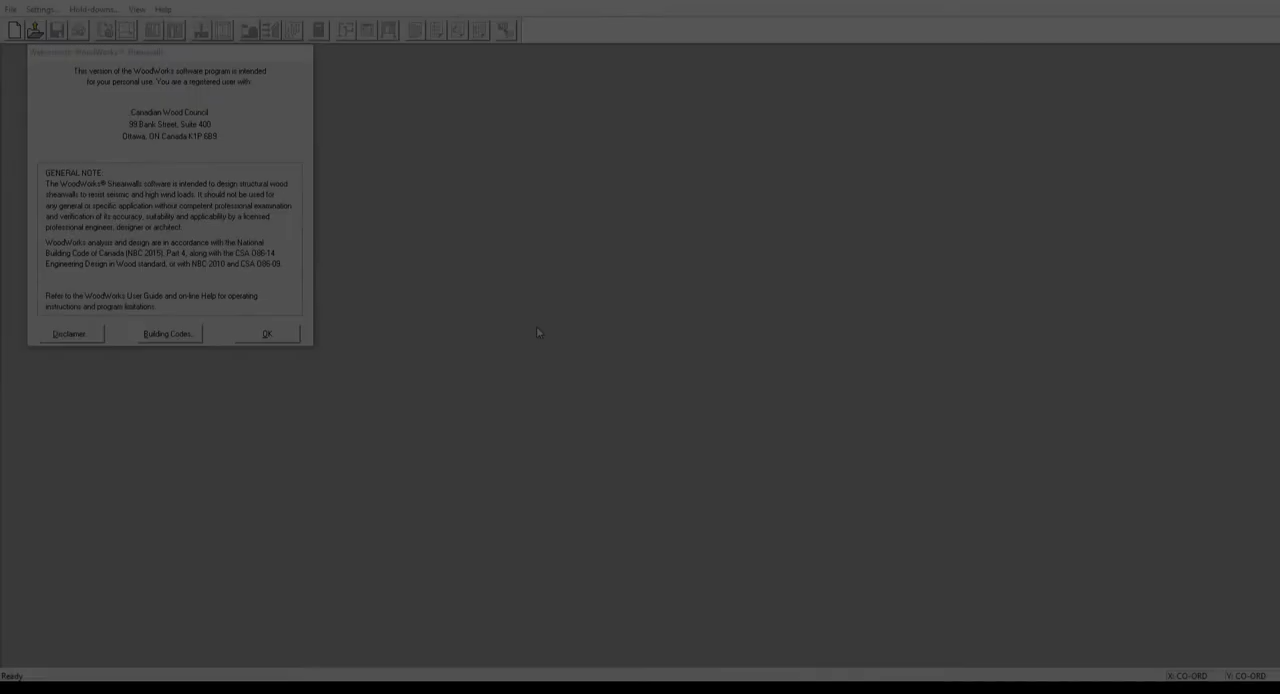 File Settings... Hold-downs... View Help
Welcome to WoodWorks® Shearwalls
This version of the WoodWorks software program is intended
for your personal use. You are a registered user with:
Canadian Wood Council
99 Bank Street, Suite 400
Ottawa, ON Canada K1P 6B9
GENERAL NOTE:
The WoodWorks® Shearwalls software is intended to design structural wood
shearwalls to resist seismic and high wind loads. It should not be used for
any general or specific application without competent professional examination
and verification of its accuracy, suitability and applicability by a licensed
professional engineer, designer or architect.
WoodWorks analysis and design are in accordance with the National
Building Code of Canada (NBC-2015), Part 4, along with the CSA O86-14
Engineering Design in Wood standard, or with NBC-2010 and CSA O86-09.
Refer to the WoodWorks User Guide and on-line Help for operating
instructions and program limitations.
Disclaimer Building Codes... OK
Ready X: CO-ORD Y: CO-ORD